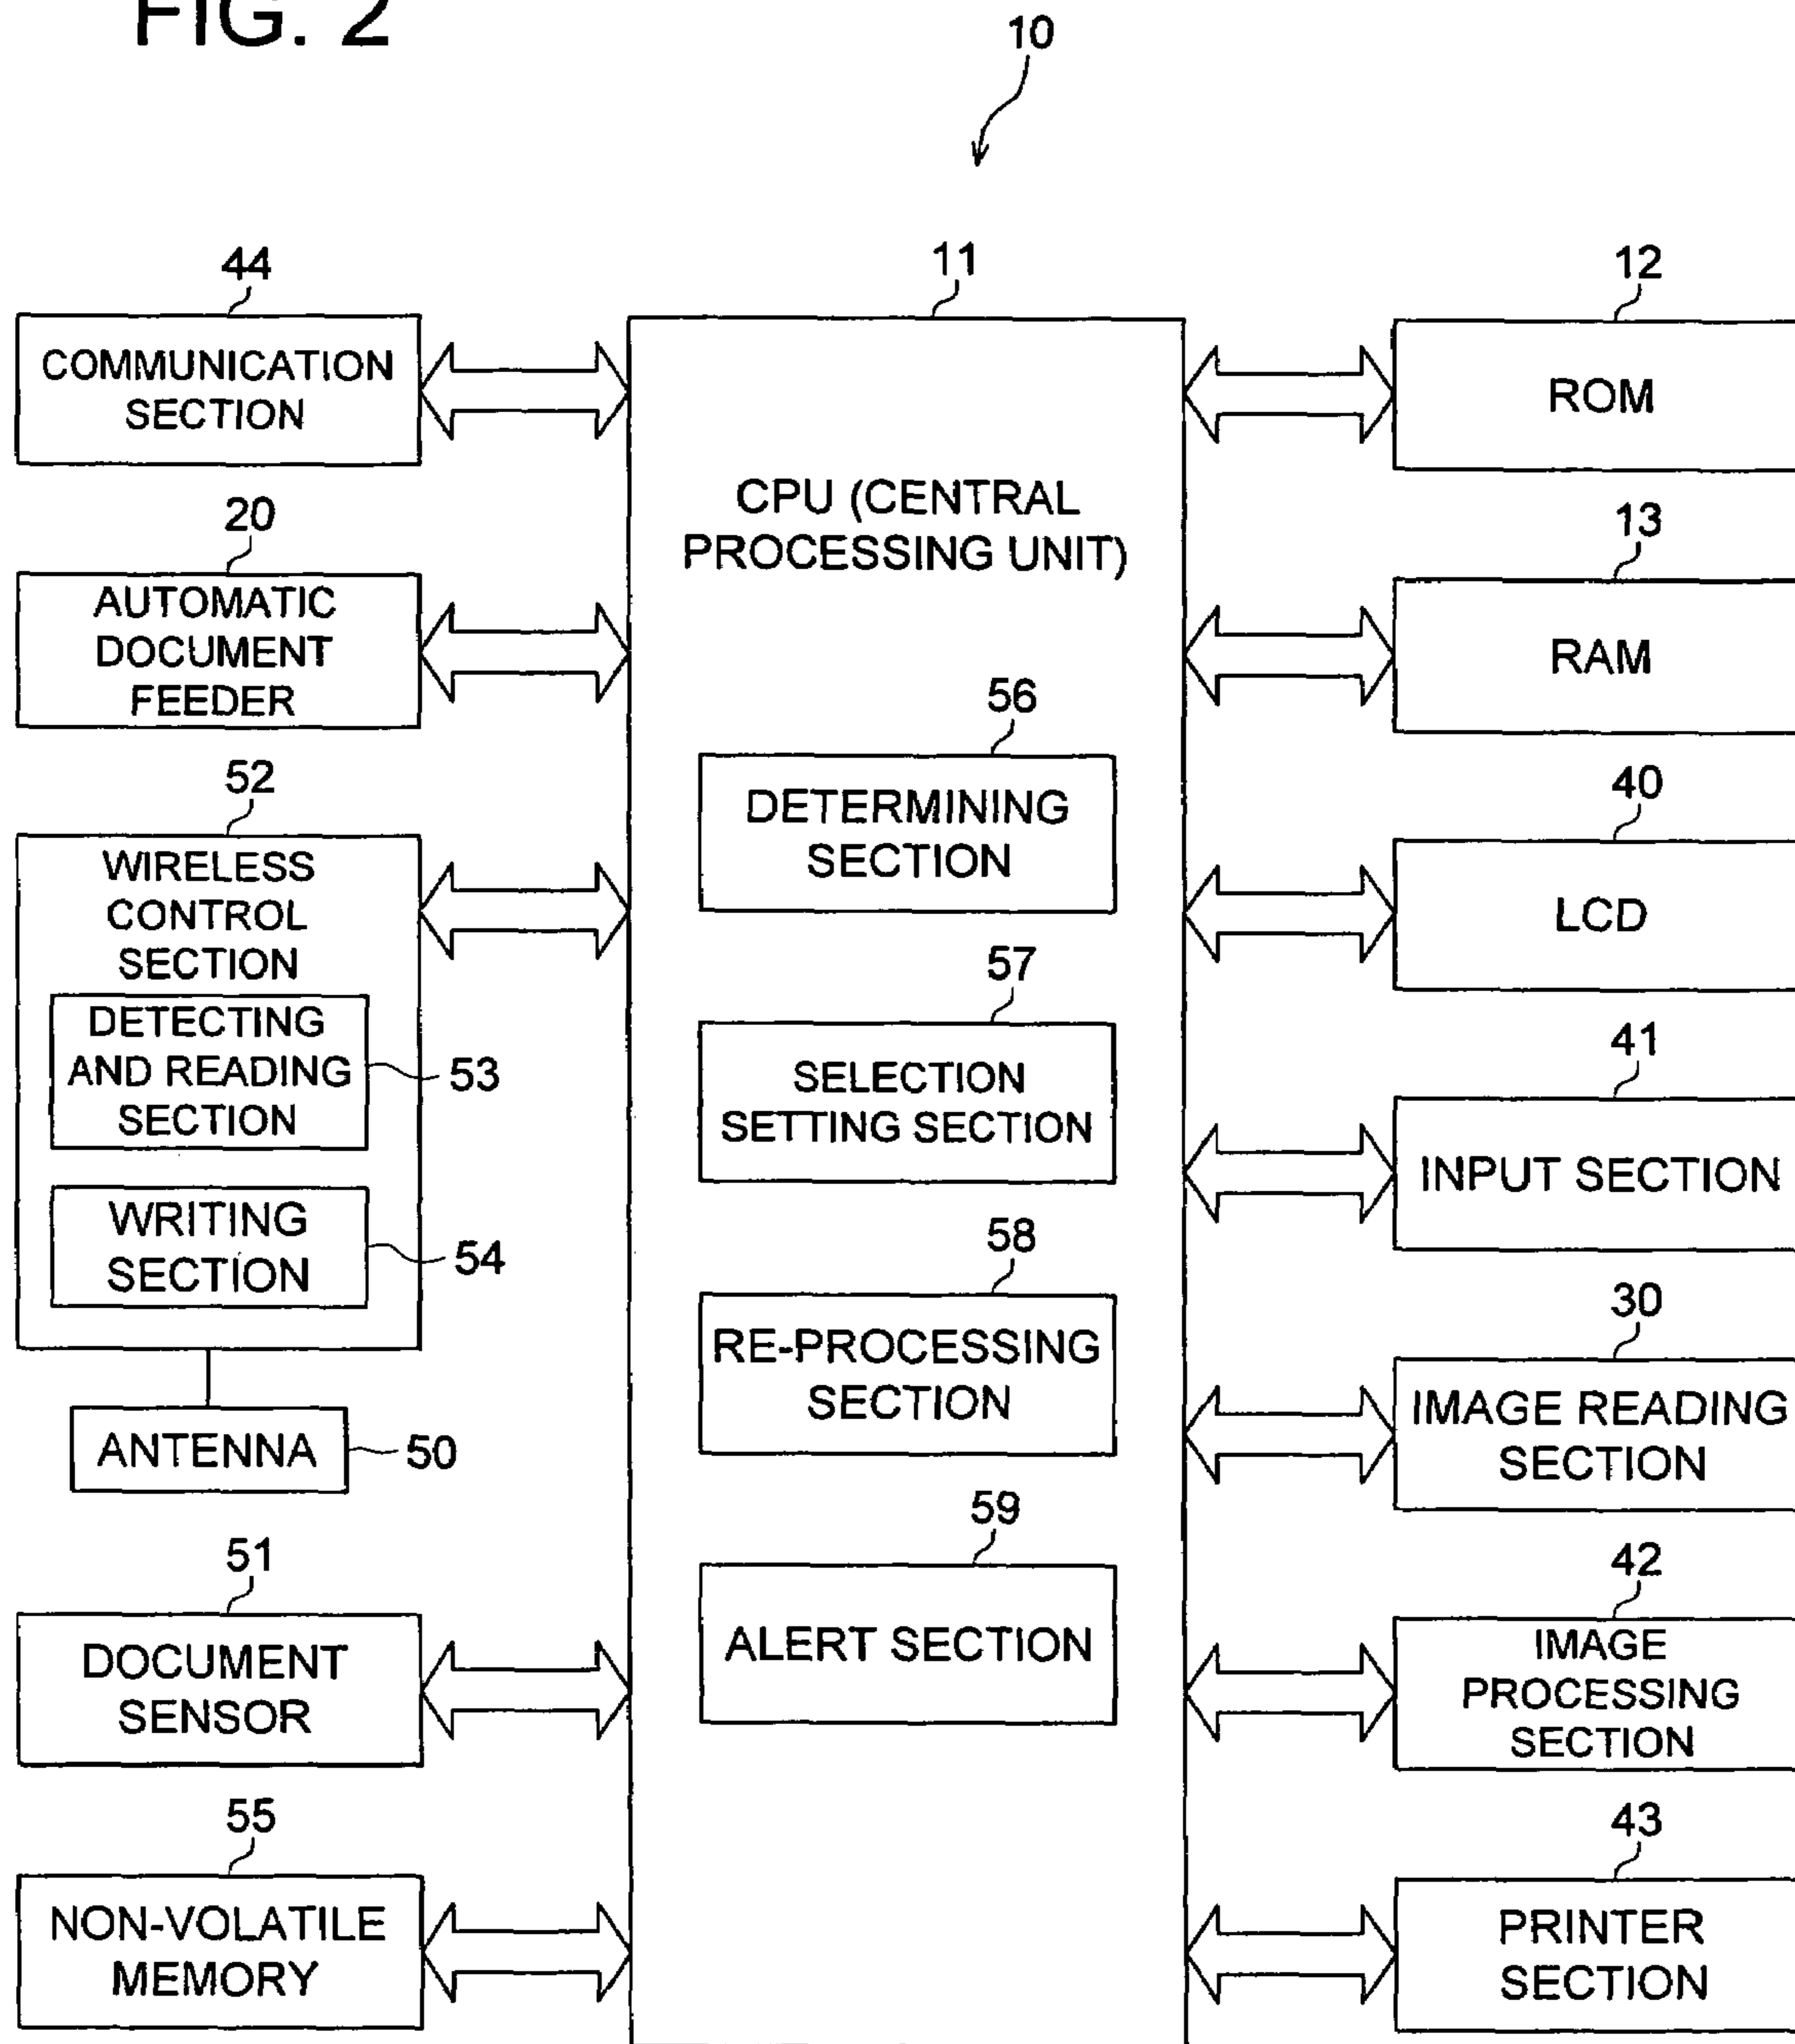 FIG. 2
10
44
COMMUNICATION
SECTION
20
AUTOMATIC
DOCUMENT
FEEDER
52
WIRELESS
CONTROL
SECTION
DETECTING
AND READING
SECTION
53
WRITING
SECTION
54
ANTENNA
50
51
DOCUMENT
SENSOR
55
NON-VOLATILE
MEMORY
11
CPU (CENTRAL
PROCESSING UNIT)
56
DETERMINING
SECTION
57
SELECTION
SETTING SECTION
58
RE-PROCESSING
SECTION
59
ALERT SECTION
12
ROM
13
RAM
40
LCD
41
INPUT SECTION
30
IMAGE READING
SECTION
42
IMAGE
PROCESSING
SECTION
43
PRINTER
SECTION